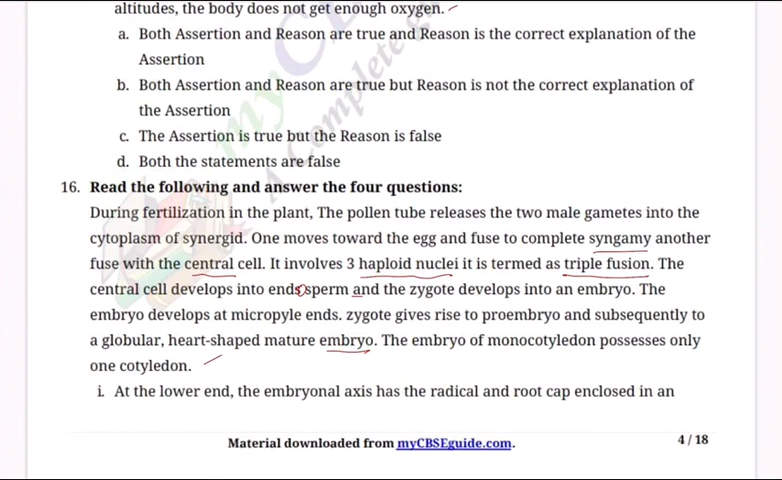 altitudes, the body does not get enough oxygen.
a. Both Assertion and Reason are true and Reason is the correct explanation of the
Assertion
b. Both Assertion and Reason are true but Reason is not the correct explanation of
the Assertion
c. The Assertion is true but the Reason is false
d. Both the statements are false
16. Read the following and answer the four questions:
During fertilization in the plant, The pollen tube releases the two male gametes into the
cytoplasm of synergid. One moves toward the egg and fuse to complete syngamy another
fuse with the central cell. It involves 3 haploid nuclei it is termed as triple fusion. The
central cell develops into endosperm and the zygote develops into an embryo. The
embryo develops at micropyle ends. zygote gives rise to proembryo and subsequently to
a globular, heart-shaped mature embryo. The embryo of monocotyledon possesses only
one cotyledon.
i. At the lower end, the embryonal axis has the radical and root cap enclosed in an
Material downloaded from myCBSEguide.com.
4 / 18